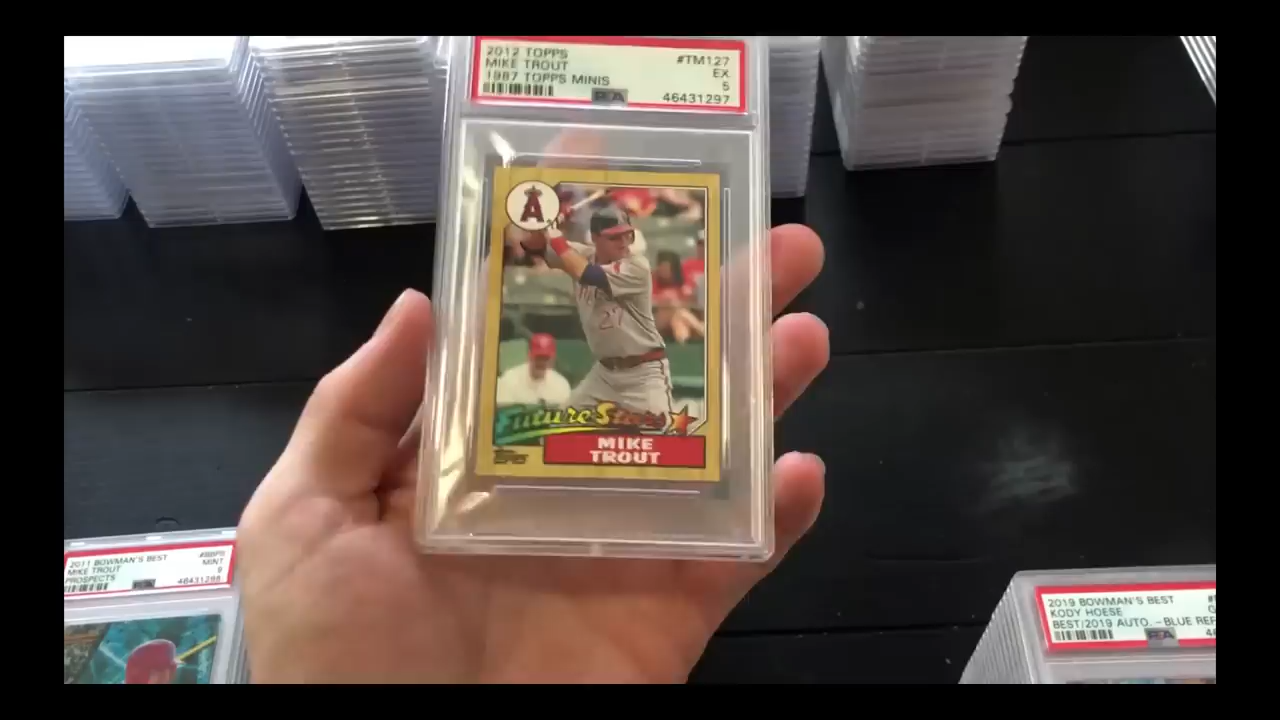 2012 TOPPS
MIKE TROUT
1987 TOPPS MINIS
#TM127
EX
5
46431297
PSA
A
27
Future Stars
MIKE
TROUT
Topps
2011 BOWMAN'S BEST
MIKE TROUT
PROSPECTS
MINT
9
2019 BOWMAN'S BEST
KODY HOESE
BEST/2019 AUTO.-BLUE REF
PSA